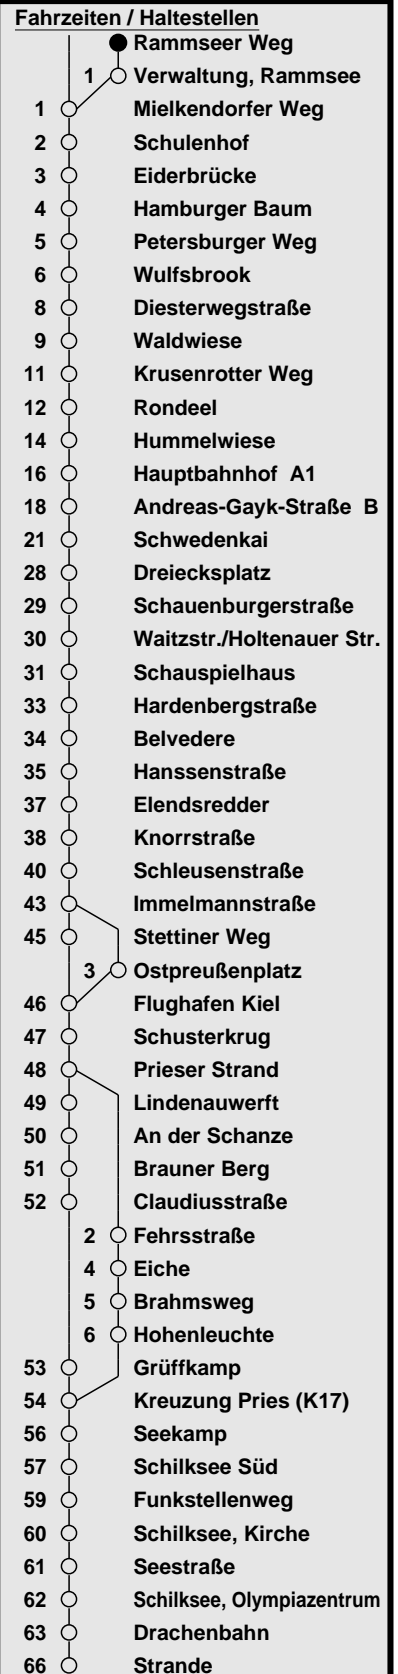 Fahrzeiten / Haltestellen
Rammseer Weg
1 Verwaltung, Rammsee
1 Mielkendorfer Weg
2 Schulenhof
3 Eiderbrücke
4 Hamburger Baum
5 Petersburger Weg
6 Wulfsbrook
8 Diesterwegstraße
9 Waldwiese
11 Krusenrotter Weg
12 Rondeel
14 Hummelwiese
16 Hauptbahnhof A1
18 Andreas-Gayk-Straße B
21 Schwedenkai
28 Dreiecksplatz
29 Schauenburgerstraße
30 Waitzstr./Holtenauer Str.
31 Schauspielhaus
33 Hardenbergstraße
34 Belvedere
35 Hanssenstraße
37 Elendsredder
38 Knorrstraße
40 Schleusenstraße
43 Immelmannstraße
45 Stettiner Weg
3 Ostpreußenplatz
46 Flughafen Kiel
47 Schusterkrug
48 Prieser Strand
49 Lindenauwerft
50 An der Schanze
51 Brauner Berg
52 Claudiusstraße
2 Fehrsstraße
4 Eiche
5 Brahmsweg
6 Hohenleuchte
53 Grüffkamp
54 Kreuzung Pries (K17)
56 Seekamp
57 Schilksee Süd
59 Funkstellenweg
60 Schilksee, Kirche
61 Seestraße
62 Schilksee, Olympiazentrum
63 Drachenbahn
66 Strande